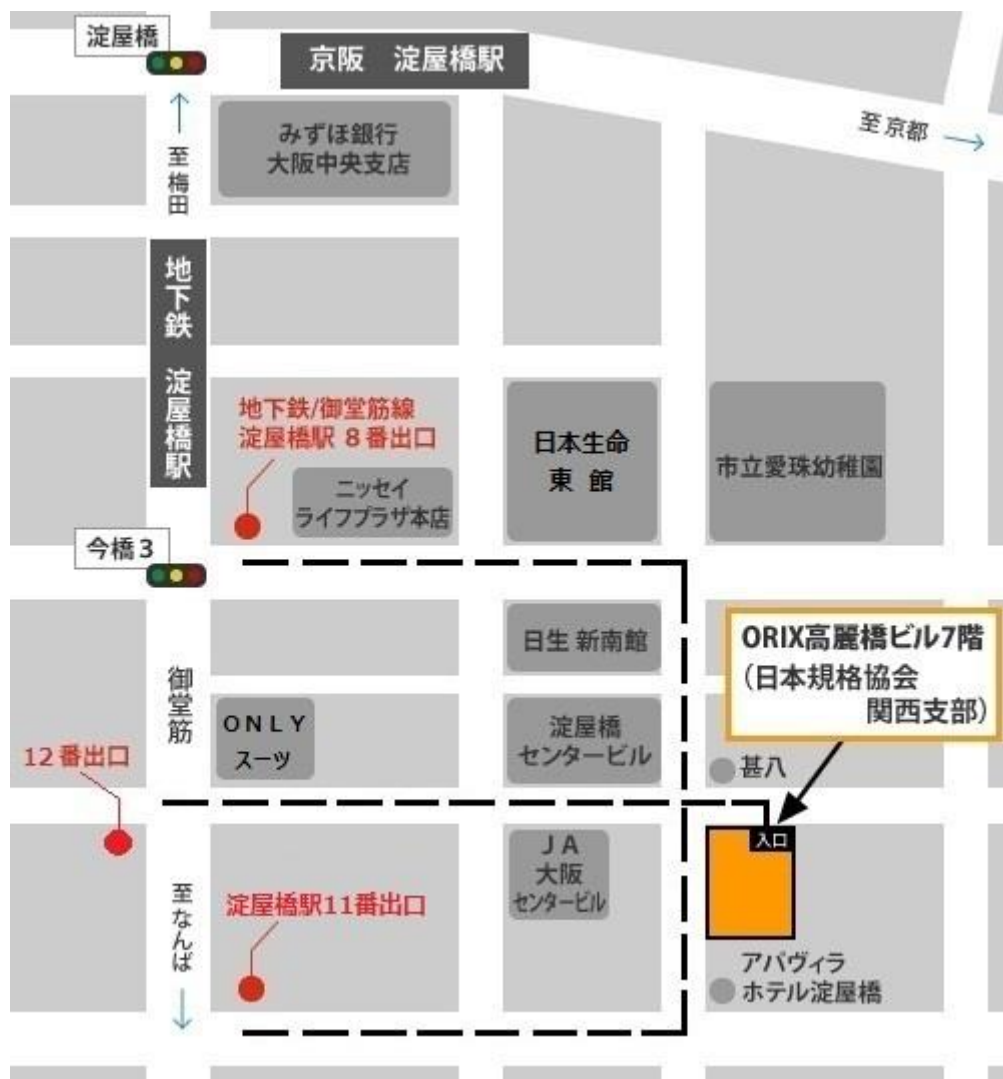 淀屋橋
京阪 淀屋橋駅
みずほ銀行
大阪中央支店
至京都
至梅田
地下鉄 淀屋橋駅
地下鉄/御堂筋線
淀屋橋駅 8番出口
ニッセイ
ライフプラザ本店
日本生命
東 館
市立愛珠幼稚園
今橋3
日生 新南館
ORIX高麗橋ビル7階
(日本規格協会
関西支部)
御堂筋
ONLY
スーツ
淀屋橋
センタービル
甚八
12番出口
入口
JA
大阪
センタービル
至なんば
淀屋橋駅11番出口
アパヴィラ
ホテル淀屋橋